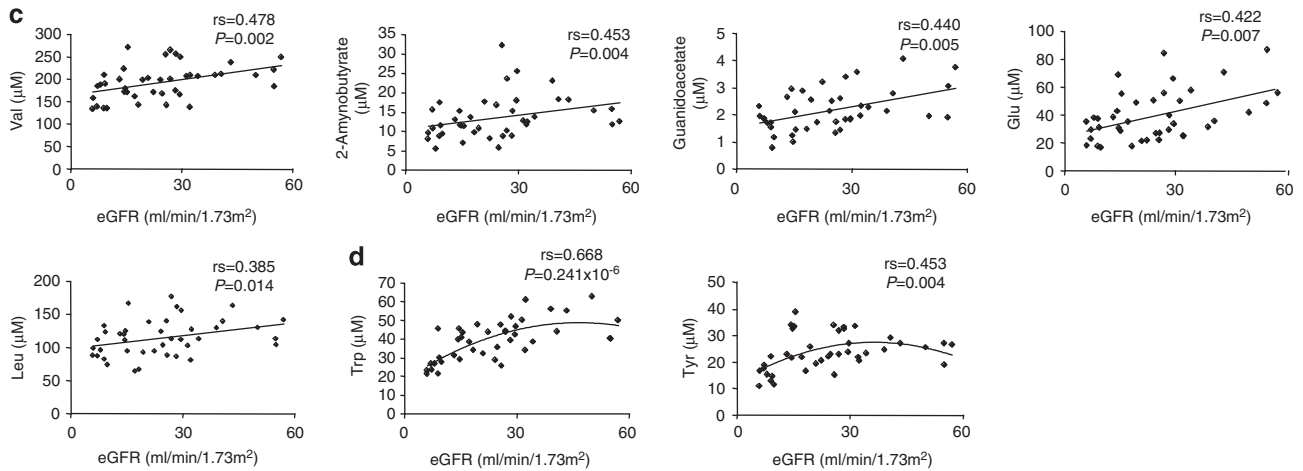 c
rs=0.478
P=0.002
300
250
200
150
100
50
0
Val (µM)
0 30 60
eGFR (ml/min/1.73m²)
rs=0.453
P=0.004
35
30
25
20
15
10
5
0
2-Amynobutyrate
(µM)
0 30 60
eGFR (ml/min/1.73m²)
rs=0.440
P=0.005
5
4
3
2
1
0
Guanidoacetate
(µM)
0 30 60
eGFR (ml/min/1.73m²)
rs=0.422
P=0.007
100
80
60
40
20
0
Glu (µM)
0 30 60
eGFR (ml/min/1.73m²)
rs=0.385
P=0.014
200
150
100
50
0
Leu (µM)
0 30 60
eGFR (ml/min/1.73m²)
d
rs=0.668
P=0.241x10⁻⁶
70
60
50
40
30
20
10
0
Trp (µM)
0 30 60
eGFR (ml/min/1.73m²)
rs=0.453
P=0.004
50
40
30
20
10
0
Tyr (µM)
0 30 60
eGFR (ml/min/1.73m²)